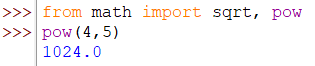 >>> from math import sqrt, pow
>>> pow(4,5)
1024.0